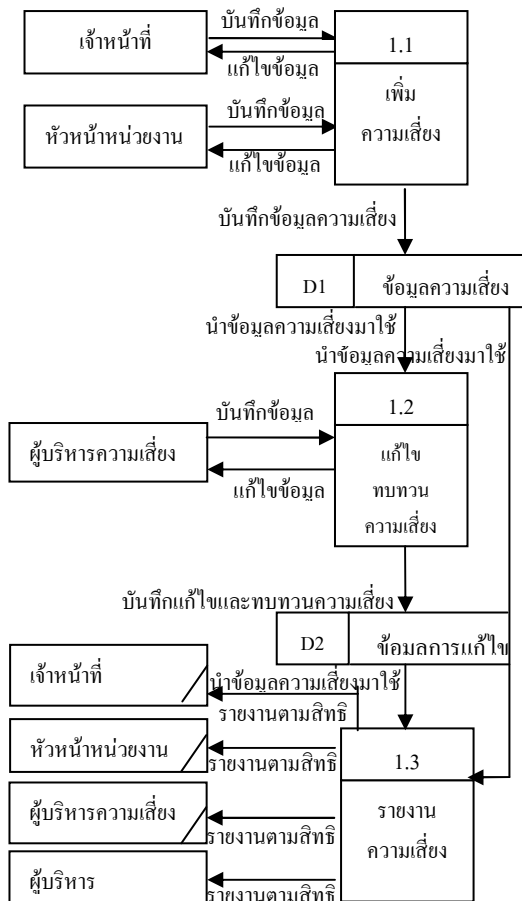 บันทึกข้อมูล
เจ้าหน้าที่
1.1
แก้ไขข้อมูล
เพิ่ม
ความเสี่ยง
บันทึกข้อมูล
หัวหน้าหน่วยงาน
แก้ไขข้อมูล
บันทึกข้อมูลความเสี่ยง
D1
ข้อมูลความเสี่ยง
นำข้อมูลความเสี่ยงมาใช้
นำข้อมูลความเสี่ยงมาใช้
1.2
บันทึกข้อมูล
ผู้บริหารความเสี่ยง
แก้ไข
ทบทวน
ความเสี่ยง
แก้ไขข้อมูล
บันทึกแก้ไขและทบทวนความเสี่ยง
D2
ข้อมูลการแก้ไข
เจ้าหน้าที่
นำข้อมูลความเสี่ยงมาใช้
รายงานตามสิทธิ
หัวหน้าหน่วยงาน
รายงานตามสิทธิ
1.3
ผู้บริหารความเสี่ยง
รายงาน
ความเสี่ยง
รายงานตามสิทธิ
ผู้บริหาร
รายงานตามสิทธิ